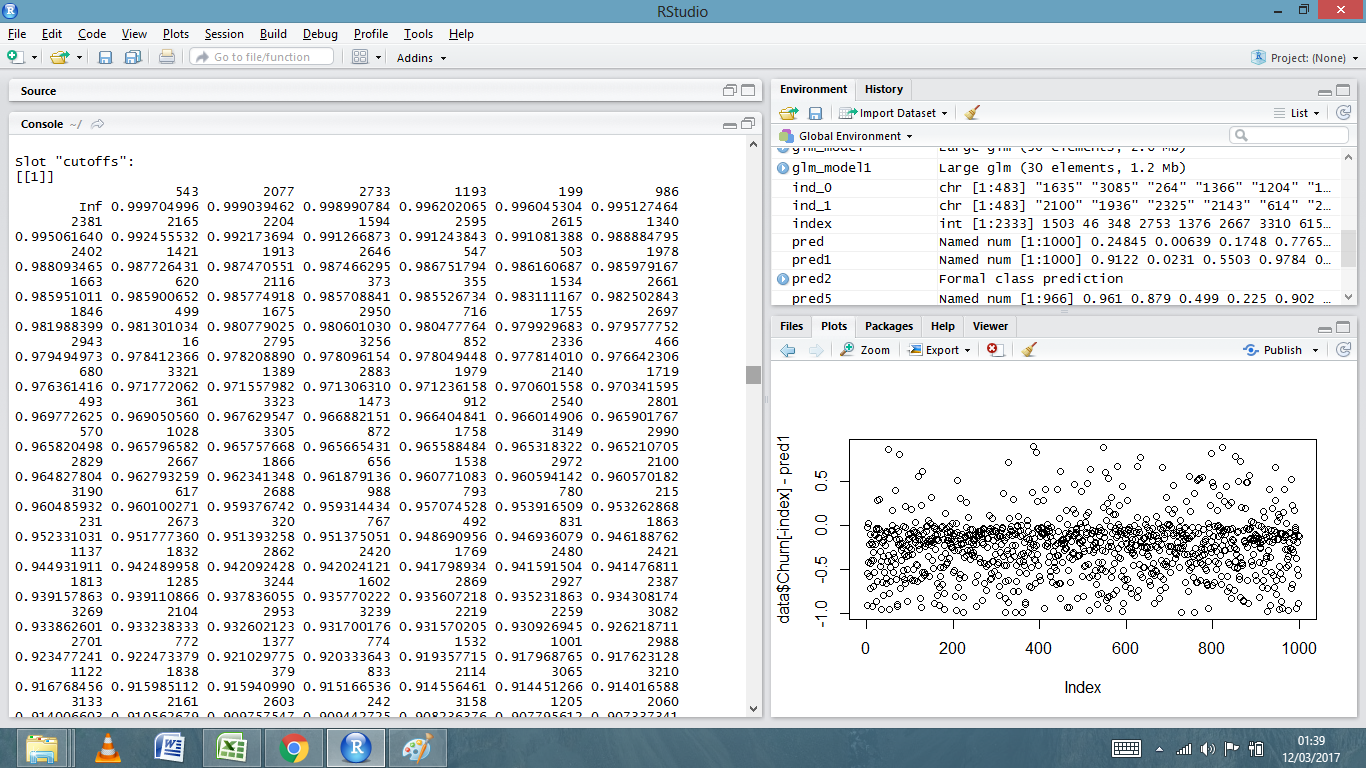 RStudio
File Edit Code View Plots Session Build Debug Profile Tools Help
Go to file/function Addins Project: (None)
Source
Console ~/
slot "cutoffs":
[[1]]
543 2077 2733 1193 199 986
Inf 0.999704996 0.999039462 0.998990784 0.996202065 0.996045304 0.995127464
2381 2165 2204 1594 2595 2615 1340
0.995061640 0.992455532 0.992173694 0.991266873 0.991243843 0.991081388 0.988884795
2402 1421 1913 2646 547 503 1978
0.988093465 0.987726431 0.987470551 0.987466295 0.986751794 0.986160687 0.985979167
1663 620 2116 373 355 1534 2661
0.985951011 0.985900652 0.985774918 0.985708841 0.985526734 0.983111167 0.982502843
1846 499 1675 2950 716 1755 2697
0.981988399 0.981301034 0.980779025 0.980601030 0.980477764 0.979929683 0.979577752
2943 16 2795 3256 852 2336 466
0.979494973 0.978412366 0.978208890 0.978096154 0.978049448 0.977814010 0.976642306
680 3321 1389 2883 1979 2140 1719
0.976361416 0.971772062 0.971557982 0.971306310 0.971236158 0.970601558 0.970341595
493 361 3323 1473 912 2540 2801
0.969772625 0.969050560 0.967629547 0.966882151 0.966404841 0.966014906 0.965901767
570 1028 3305 872 1758 3149 2990
0.965820498 0.965796582 0.965757668 0.965665431 0.965588484 0.965318322 0.965210705
2829 2667 1866 656 1538 2972 2100
0.964827804 0.962793259 0.962341348 0.961879136 0.960771083 0.960594142 0.960570182
3190 617 2688 988 793 780 215
0.960485932 0.960100271 0.959376742 0.959314434 0.957074528 0.953916509 0.953262868
231 2673 320 767 492 831 1863
0.952331031 0.951777360 0.951393258 0.951375051 0.948690956 0.946936079 0.946188762
1137 1832 2862 2420 1769 2480 2421
0.944931911 0.942489958 0.942092428 0.942024121 0.941798934 0.941591504 0.941476811
1813 1285 3244 1602 2869 2927 2387
0.939157863 0.939110866 0.937836055 0.935770222 0.935607218 0.935231863 0.934308174
3269 2104 2953 3239 2219 2259 3082
0.933862601 0.933238333 0.932602123 0.931700176 0.931570205 0.930926945 0.926218711
2701 772 1377 774 1532 1001 2988
0.923477241 0.922473379 0.921029775 0.920333643 0.919357715 0.917968765 0.917623128
1122 1838 379 833 2114 3065 3210
0.916768456 0.915985112 0.915940990 0.915166536 0.914556461 0.914451266 0.914016588
3133 2161 2603 242 3158 1205 2060
0.914006603 0.910562679 0.909757547 0.909442725 0.908236376 0.907795612 0.907337341
Environment History
Import Dataset List
Global Environment
glm_model Large glm (30 elements, 2.6 Mb)
glm_model1 Large glm (30 elements, 1.2 Mb)
ind_0 chr [1:483] "1635" "3085" "264" "1366" "1204" "1...
ind_1 chr [1:483] "2100" "1936" "2325" "2143" "614" "2...
index int [1:2333] 1503 46 348 2753 1376 2667 3310 615...
pred Named num [1:1000] 0.24845 0.00639 0.1748 0.7765...
pred1 Named num [1:1000] 0.9122 0.0231 0.5503 0.9784 0...
pred2 Formal class prediction
pred5 Named num [1:966] 0.961 0.879 0.499 0.225 0.902 ...
Files Plots Packages Help Viewer
Zoom Export Publish
data$Churn[-index] - pred1
0.5
0.0
-0.5
-1.0
0 200 400 600 800 1000
Index
01:39
12/03/2017